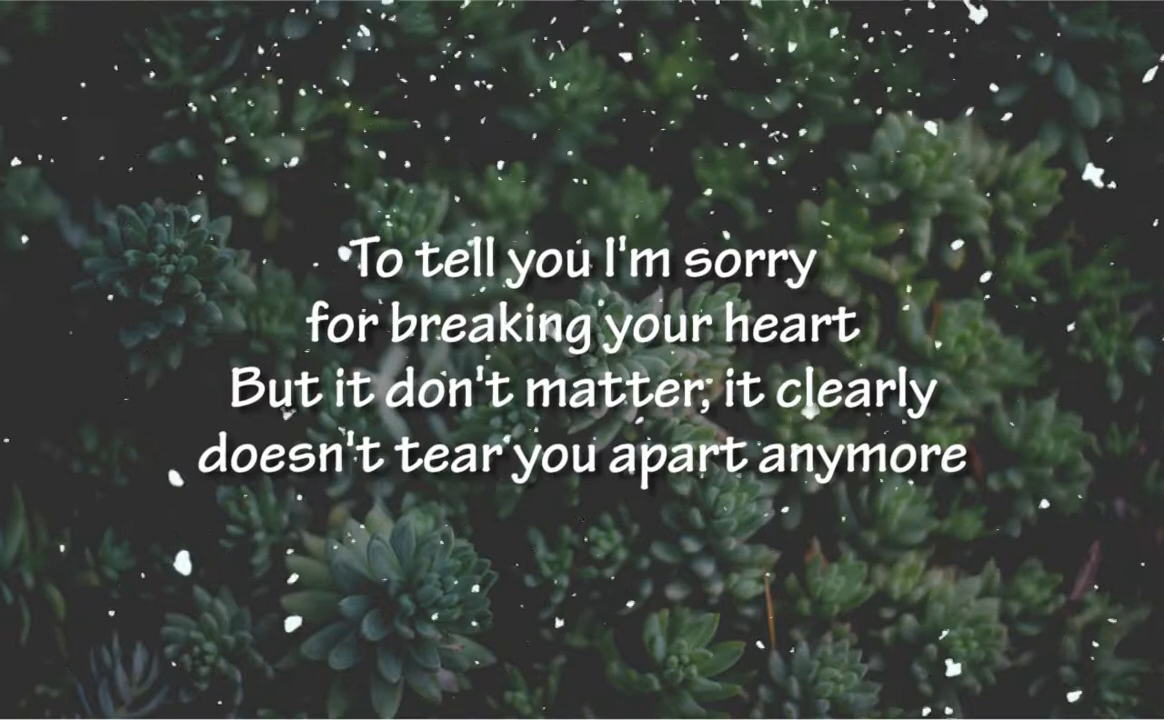 To tell you I'm sorry
for breaking your heart
But it don't matter; it clearly
doesn't tear you apart anymore